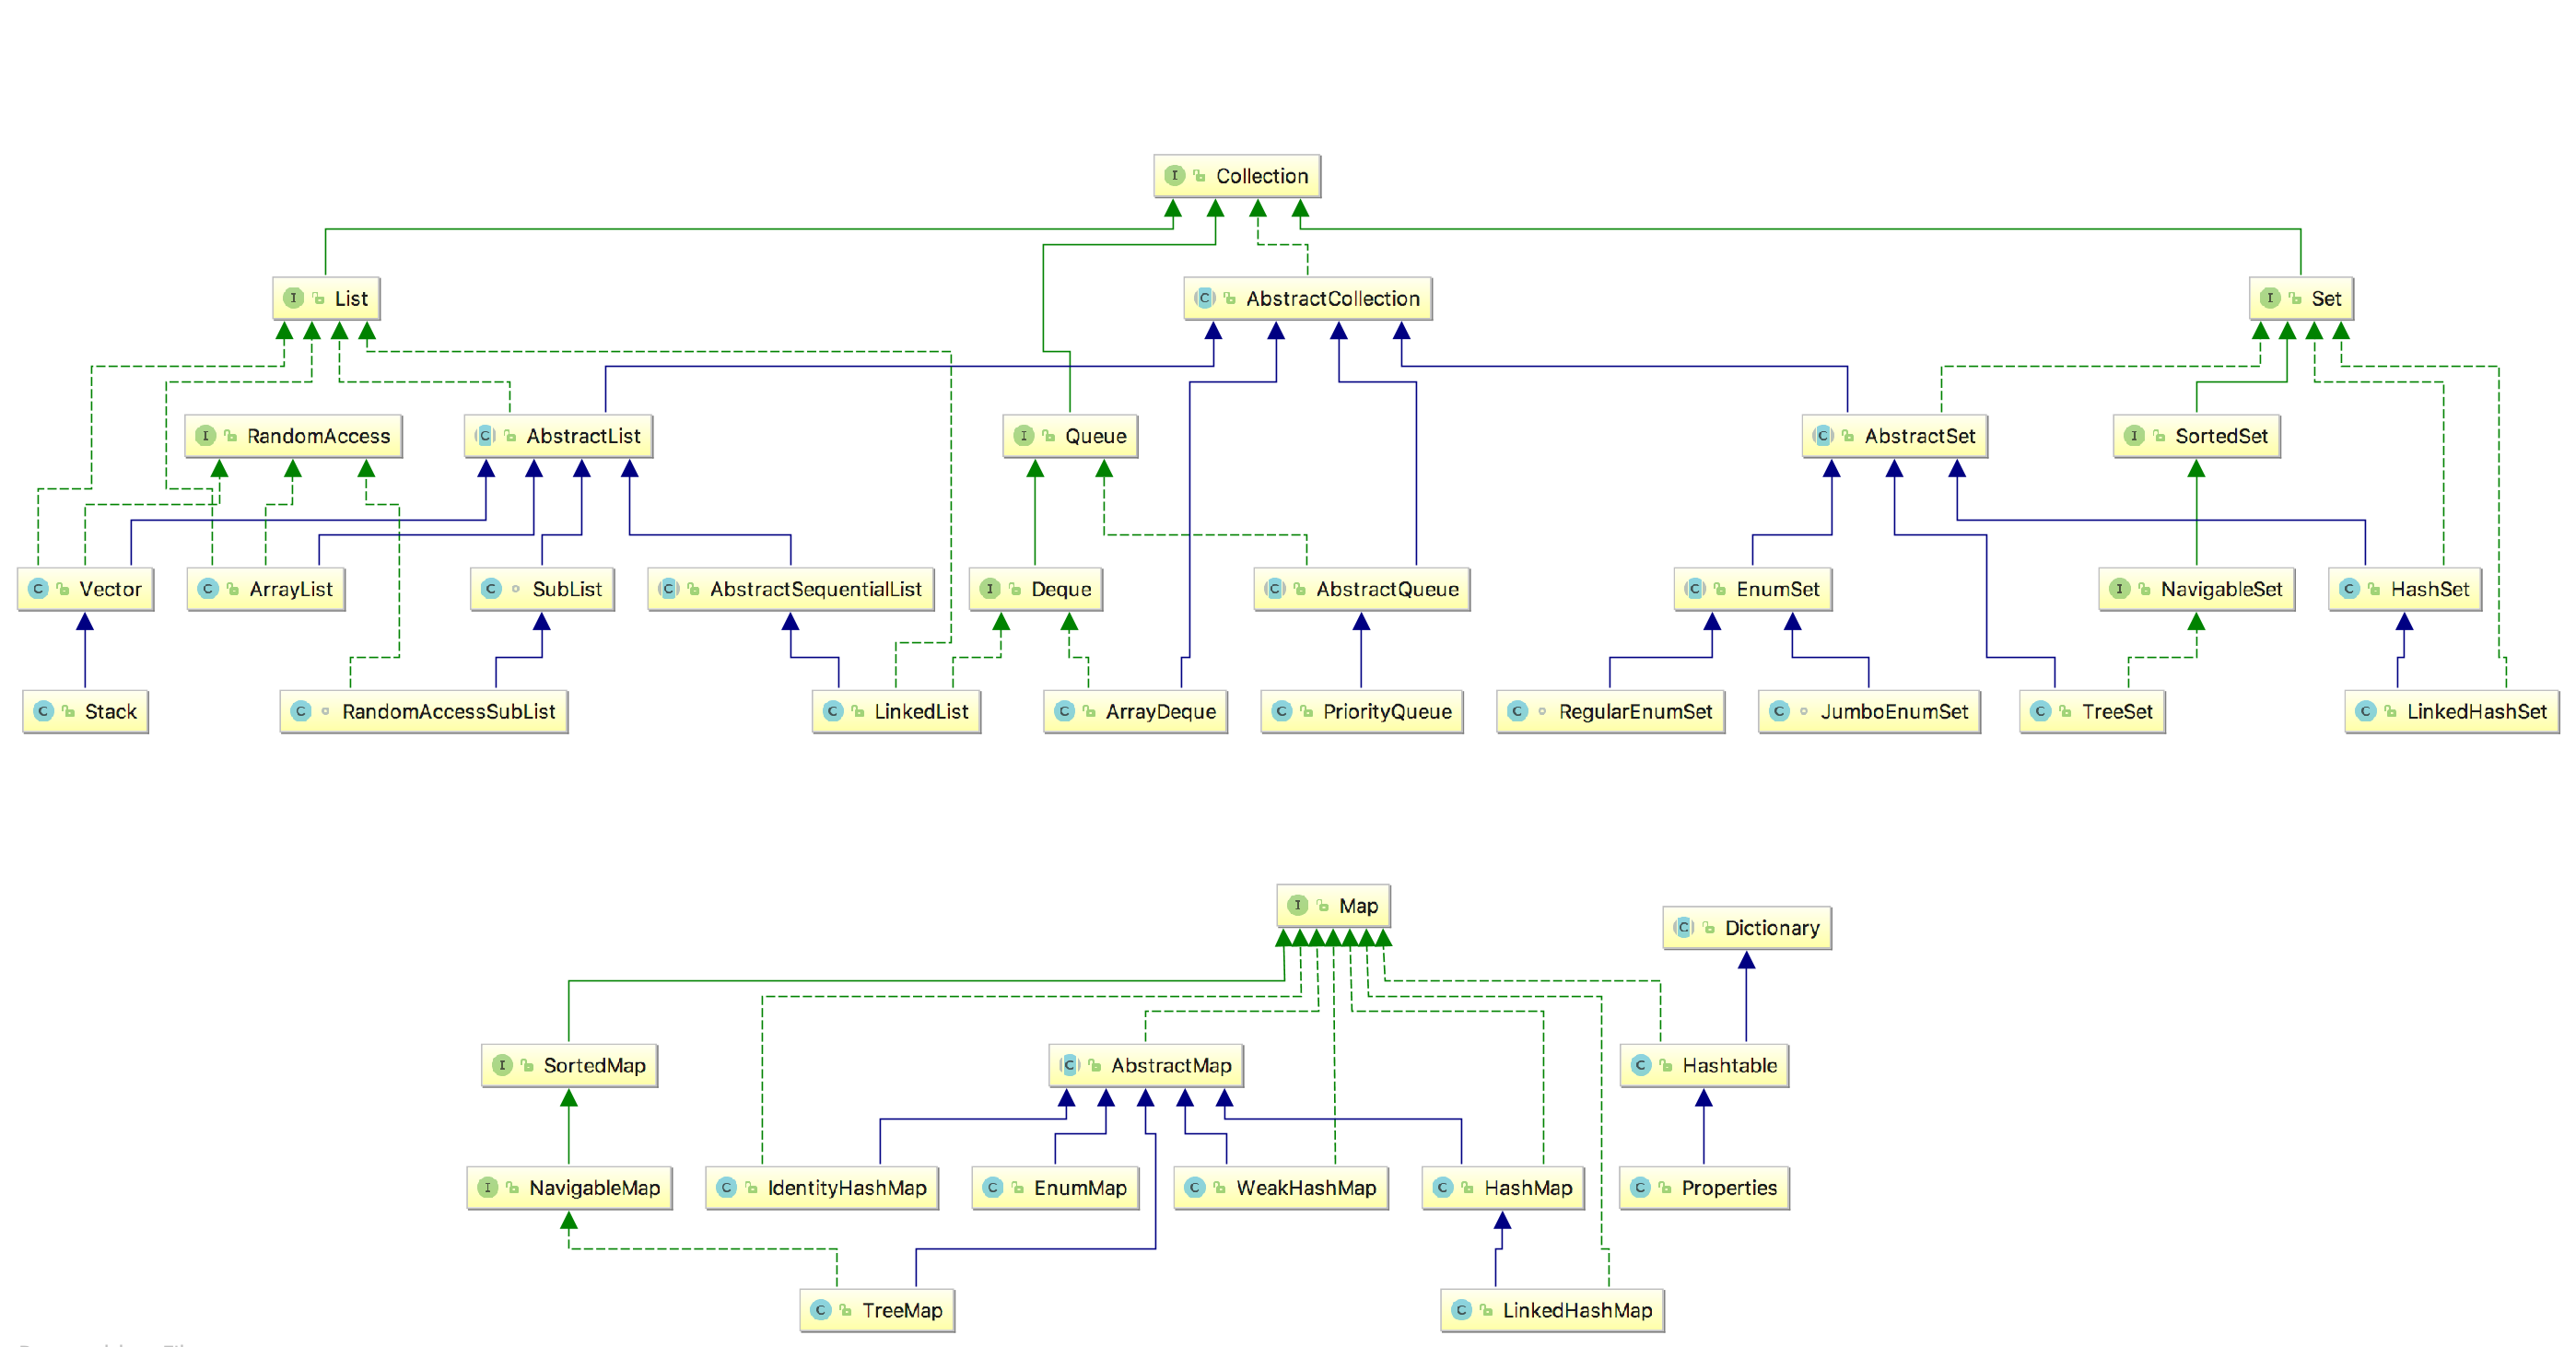 I Collection
I List
C AbstractCollection
I Set
I RandomAccess
C AbstractList
I Queue
C AbstractSet
I SortedSet
C Vector
C ArrayList
C SubList
C AbstractSequentialList
I Deque
C AbstractQueue
C EnumSet
I NavigableSet
C HashSet
C Stack
C RandomAccessSubList
C LinkedList
C ArrayDeque
C PriorityQueue
C RegularEnumSet
C JumboEnumSet
C TreeSet
C LinkedHashSet
I Map
C Dictionary
I SortedMap
C AbstractMap
C Hashtable
I NavigableMap
C IdentityHashMap
C EnumMap
C WeakHashMap
C HashMap
C Properties
C TreeMap
C LinkedHashMap